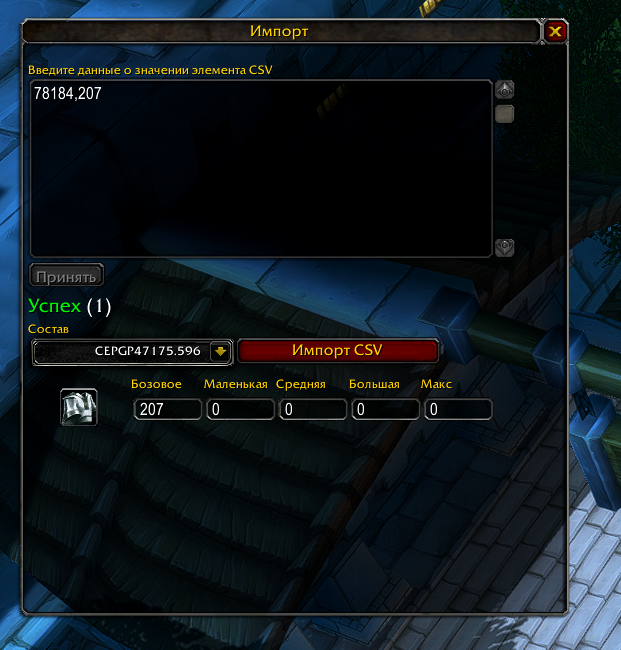 Импорт
Введите данные о значении элемента CSV
78184,207
Принять
Успех (1)
Состав
CEPGP47175.596
Импорт CSV
Бозовое Маленькая Средняя Большая Макс
207 0 0 0 0